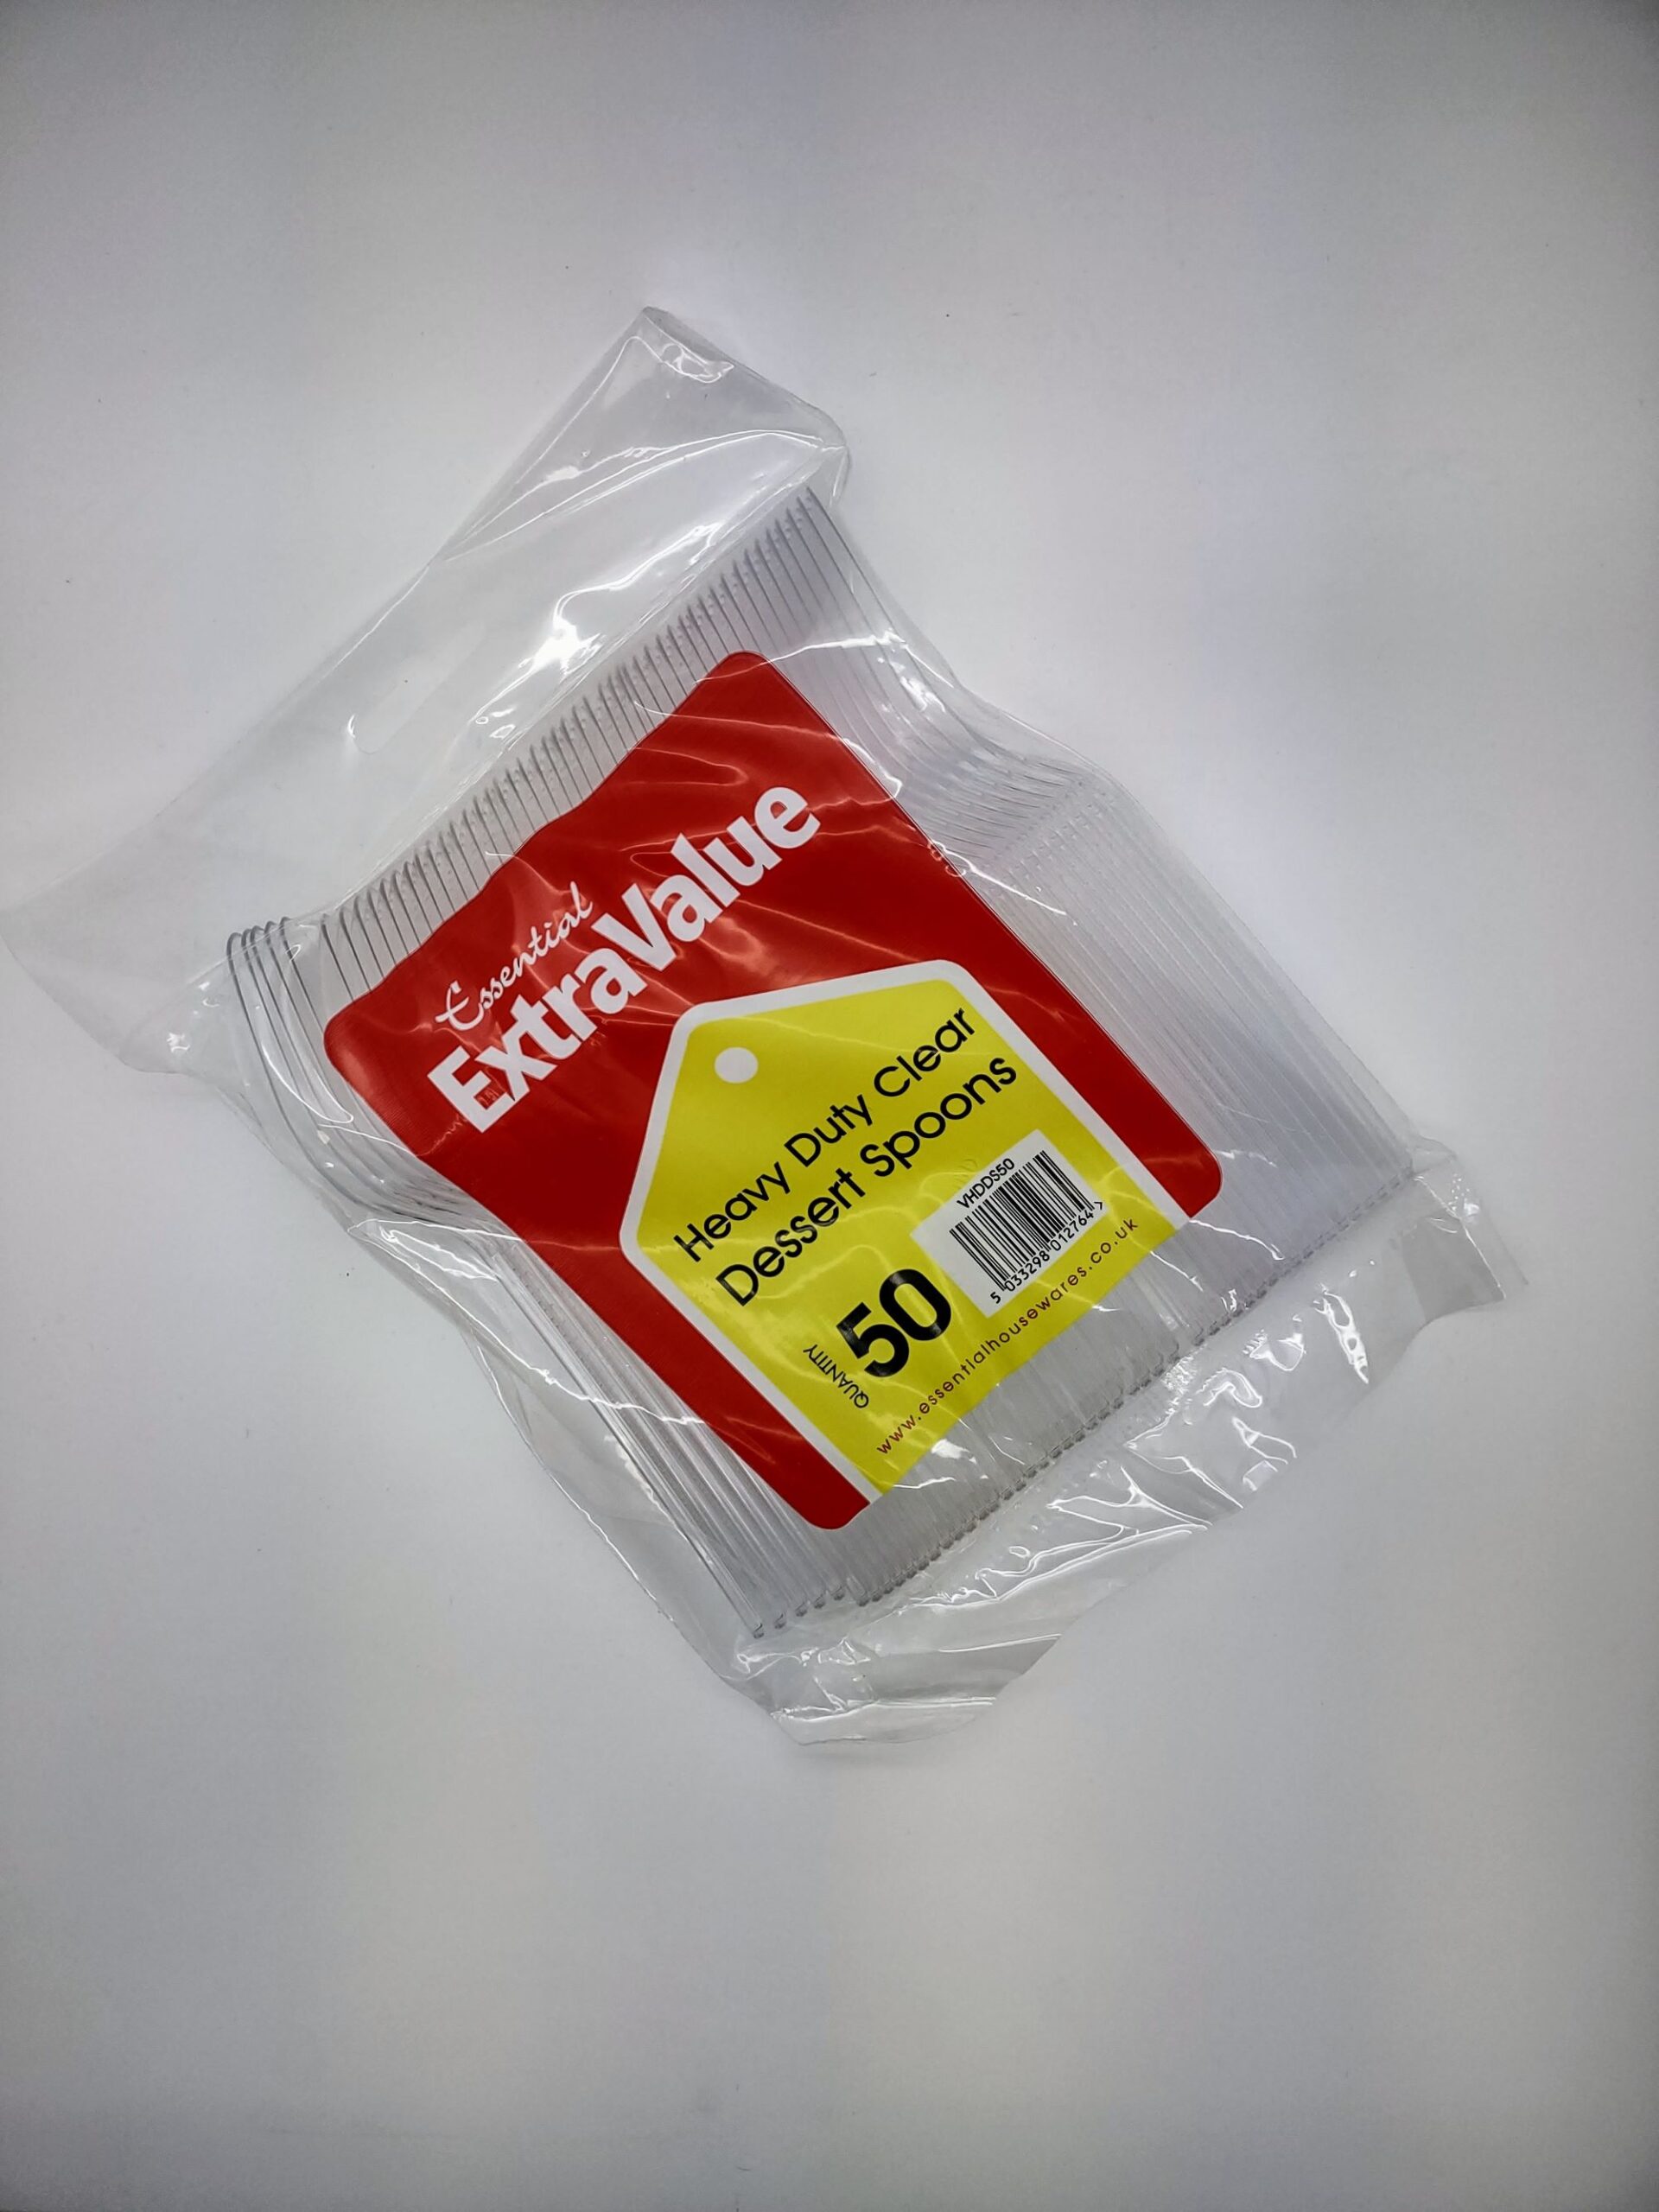 Essential
ExtraValue
Heavy Duty Clear
Dessert Spoons
QUANTITY
50
VHDDS50
5 033298 012764 >
www.essentialhousewares.co.uk